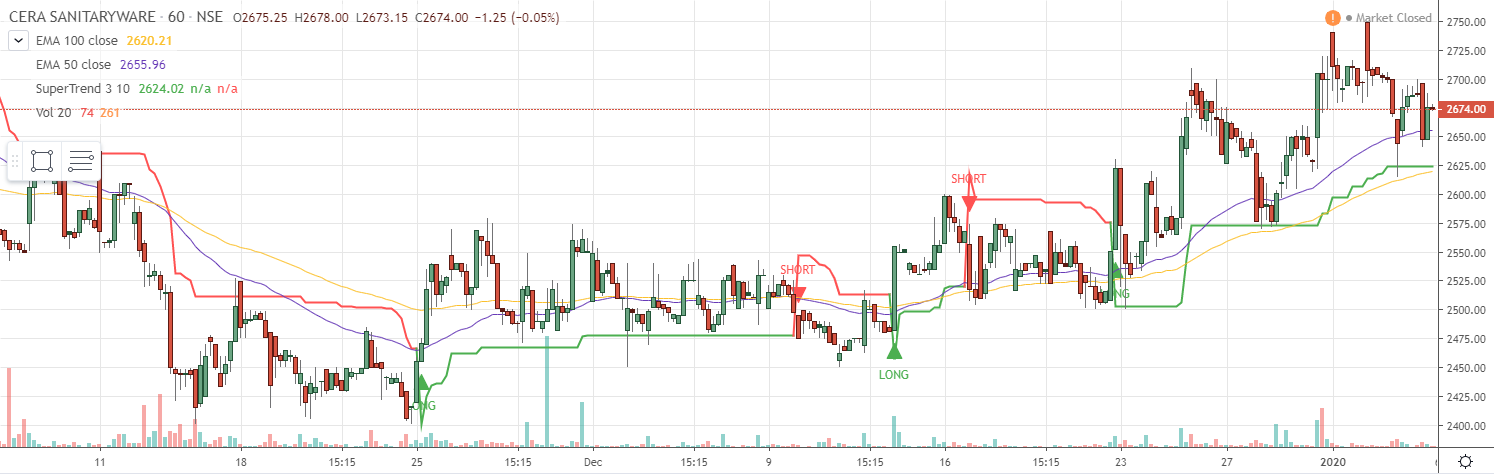 CERA SANITARYWARE · 60 · NSE O2675.25 H2678.00 L2673.15 C2674.00 −1.25 (−0.05%)
! Market Closed
EMA 100 close 2620.21
EMA 50 close 2655.96
SuperTrend 3 10 2624.02 n/a n/a
Vol 20 74 261
2750.00
2725.00
2700.00
2674.00
2650.00
2625.00
2600.00
2575.00
2550.00
2525.00
2500.00
2475.00
2450.00
2425.00
2400.00
SHORT
SHORT
NG
LONG
NG
11 18 15:15 25 15:15 Dec 15:15 9 15:15 16 15:15 23 27 2020 6